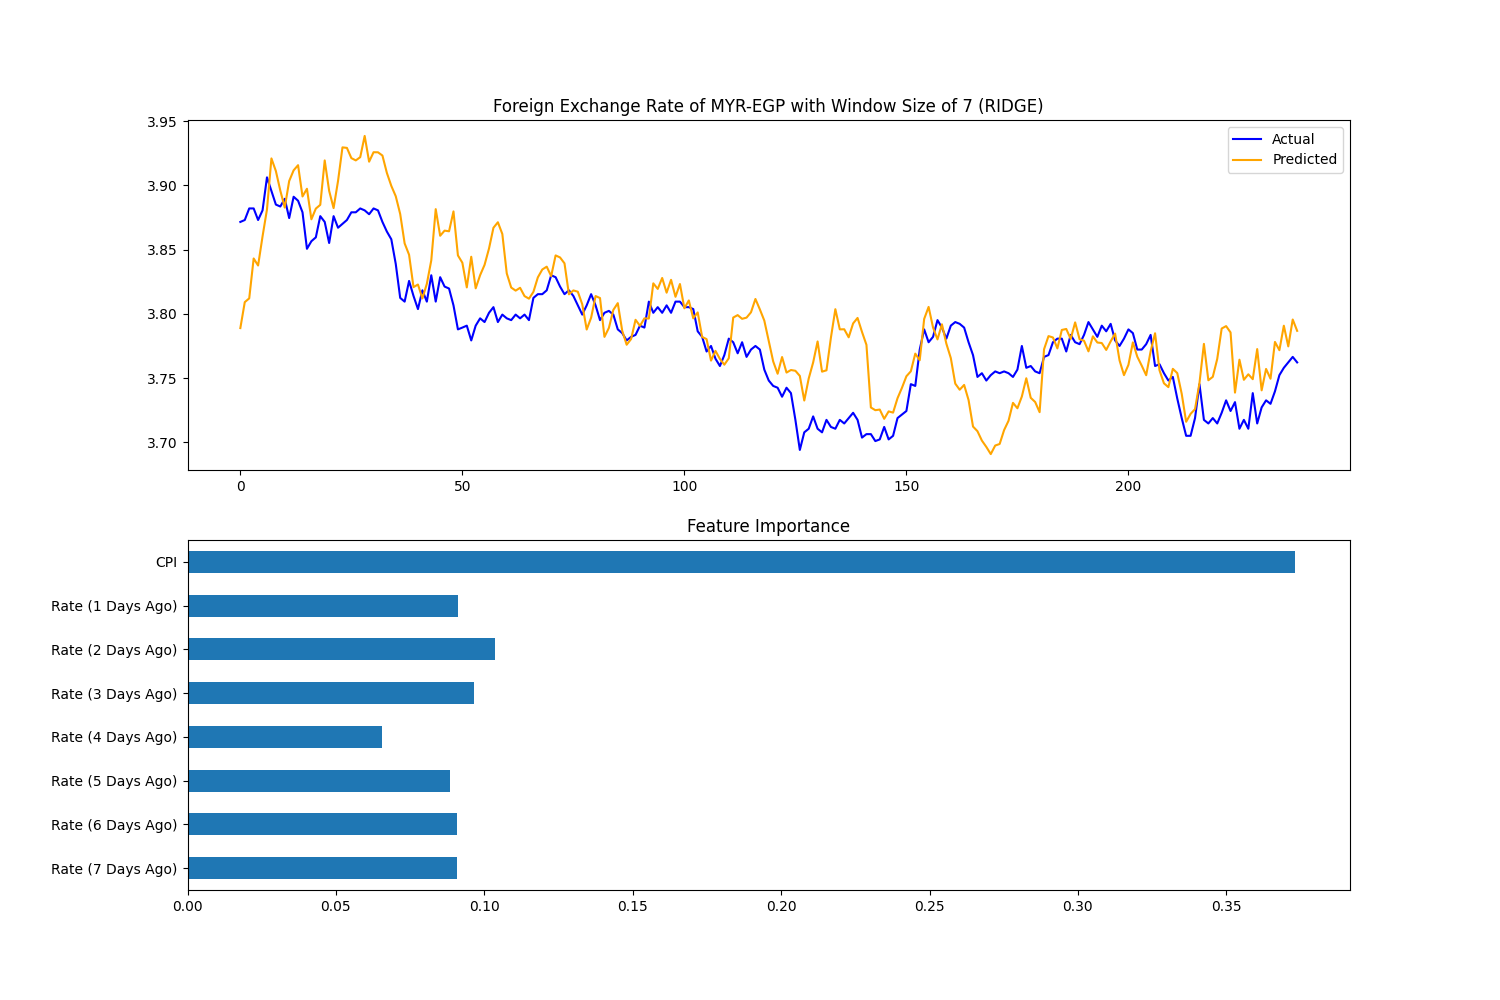 Foreign Exchange Rate of MYR-EGP with Window Size of 7 (RIDGE)
3.95
3.90
3.85
3.80
3.75
3.70
Actual
Predicted
0 50 100 150 200
Feature Importance
CPI
Rate (1 Days Ago)
Rate (2 Days Ago)
Rate (3 Days Ago)
Rate (4 Days Ago)
Rate (5 Days Ago)
Rate (6 Days Ago)
Rate (7 Days Ago)
0.00 0.05 0.10 0.15 0.20 0.25 0.30 0.35